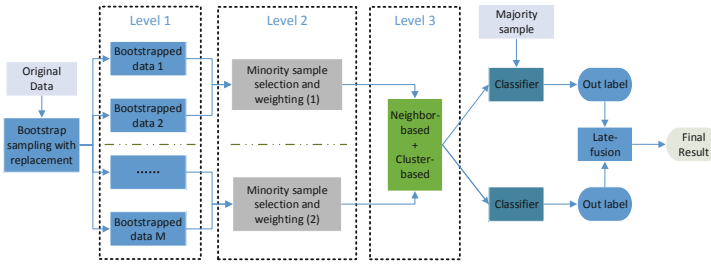 Level 1
Level 2
Level 3
Majority
sample
Original
Data
Bootstrap
sampling with
replacement
Bootstrapped
data 1
Bootstrapped
data 2
......
Bootstrapped
data M
Minority sample
selection and
weighting (1)
Minority sample
selection and
weighting (2)
Neighbor-
based
+
Cluster-
based
Classifier
Out label
Classifier
Out label
Late-
fusion
Final
Result